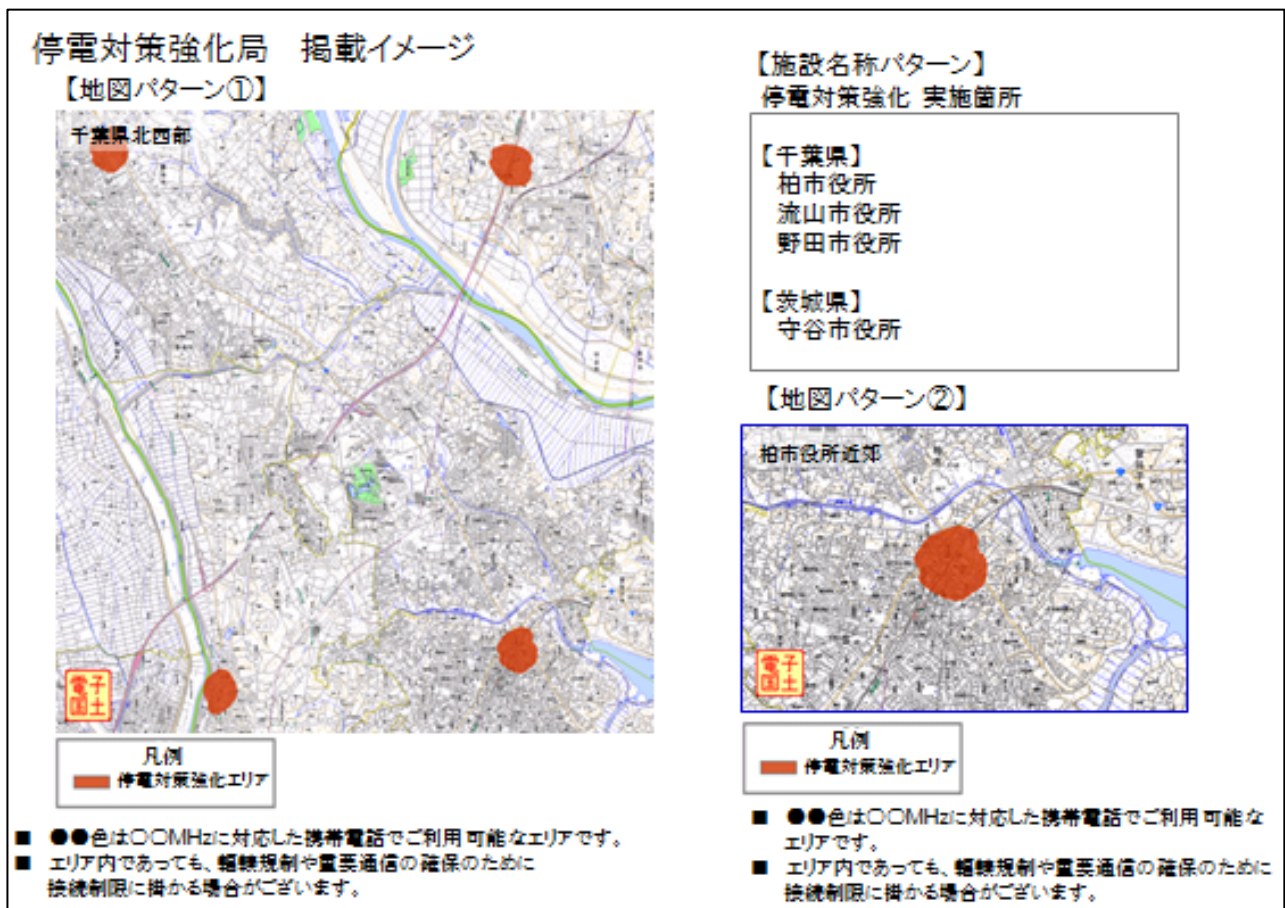 停電対策強化局　掲載イメージ
【地図パターン①】
千葉県北西部
電子
国土
凡例
停電対策強化エリア
■ ●●色は〇〇MHzに対応した携帯電話でご利用可能なエリアです。
■ エリア内であっても、輻輳規制や重要通信の確保のために
接続制限に掛かる場合がございます。
【施設名称パターン】
停電対策強化 実施箇所
【千葉県】
柏市役所
流山市役所
野田市役所
【茨城県】
守谷市役所
【地図パターン②】
柏市役所近郊
電子
国土
凡例
停電対策強化エリア
■ ●●色は〇〇MHzに対応した携帯電話でご利用可能な
エリアです。
■ エリア内であっても、輻輳規制や重要通信の確保のために
接続制限に掛かる場合がございます。